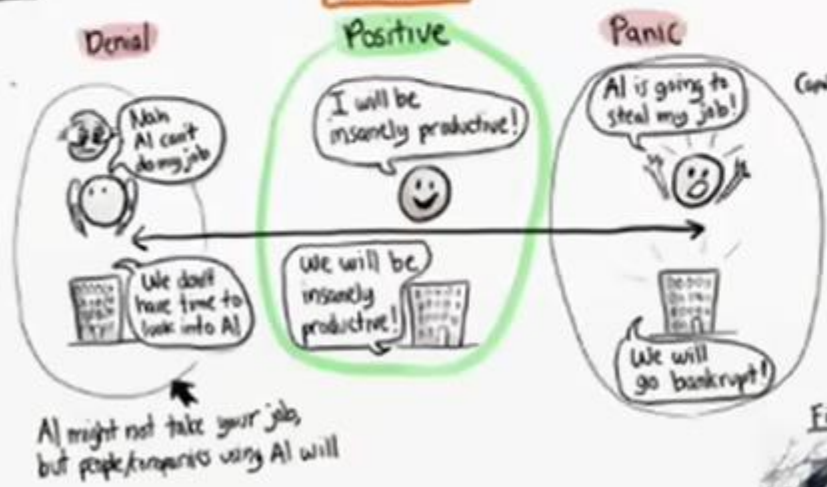 Denial
Positive
Panic
Nah
AI can't
do my job
I will be
insanely productive!
AI is going to
steal my job!
We don't
have time to
look into AI
We will be
insanely
productive!
We will
go bankrupt!
AI might not take your job,
but people/companies using AI will